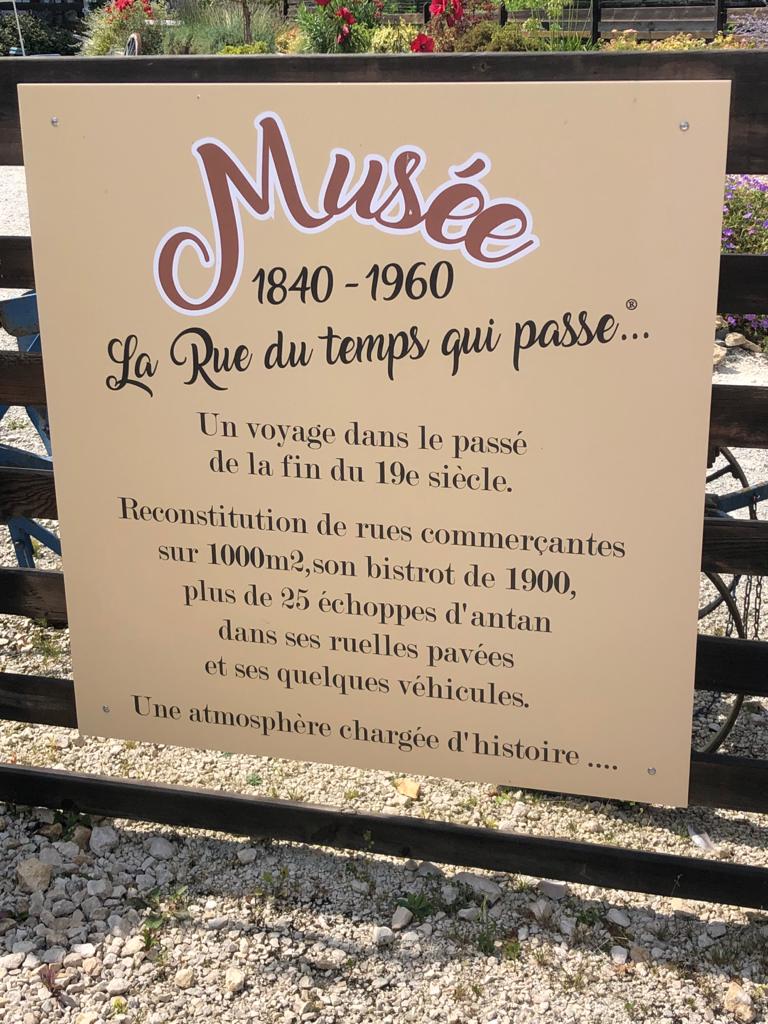 Musée
1840 - 1960
La Rue du temps qui passe...®
Un voyage dans le passé
de la fin du 19e siècle.
Reconstitution de rues commerçantes
sur 1000m2,son bistrot de 1900,
plus de 25 échoppes d'antan
dans ses ruelles pavées
et ses quelques véhicules.
Une atmosphère chargée d'histoire ....